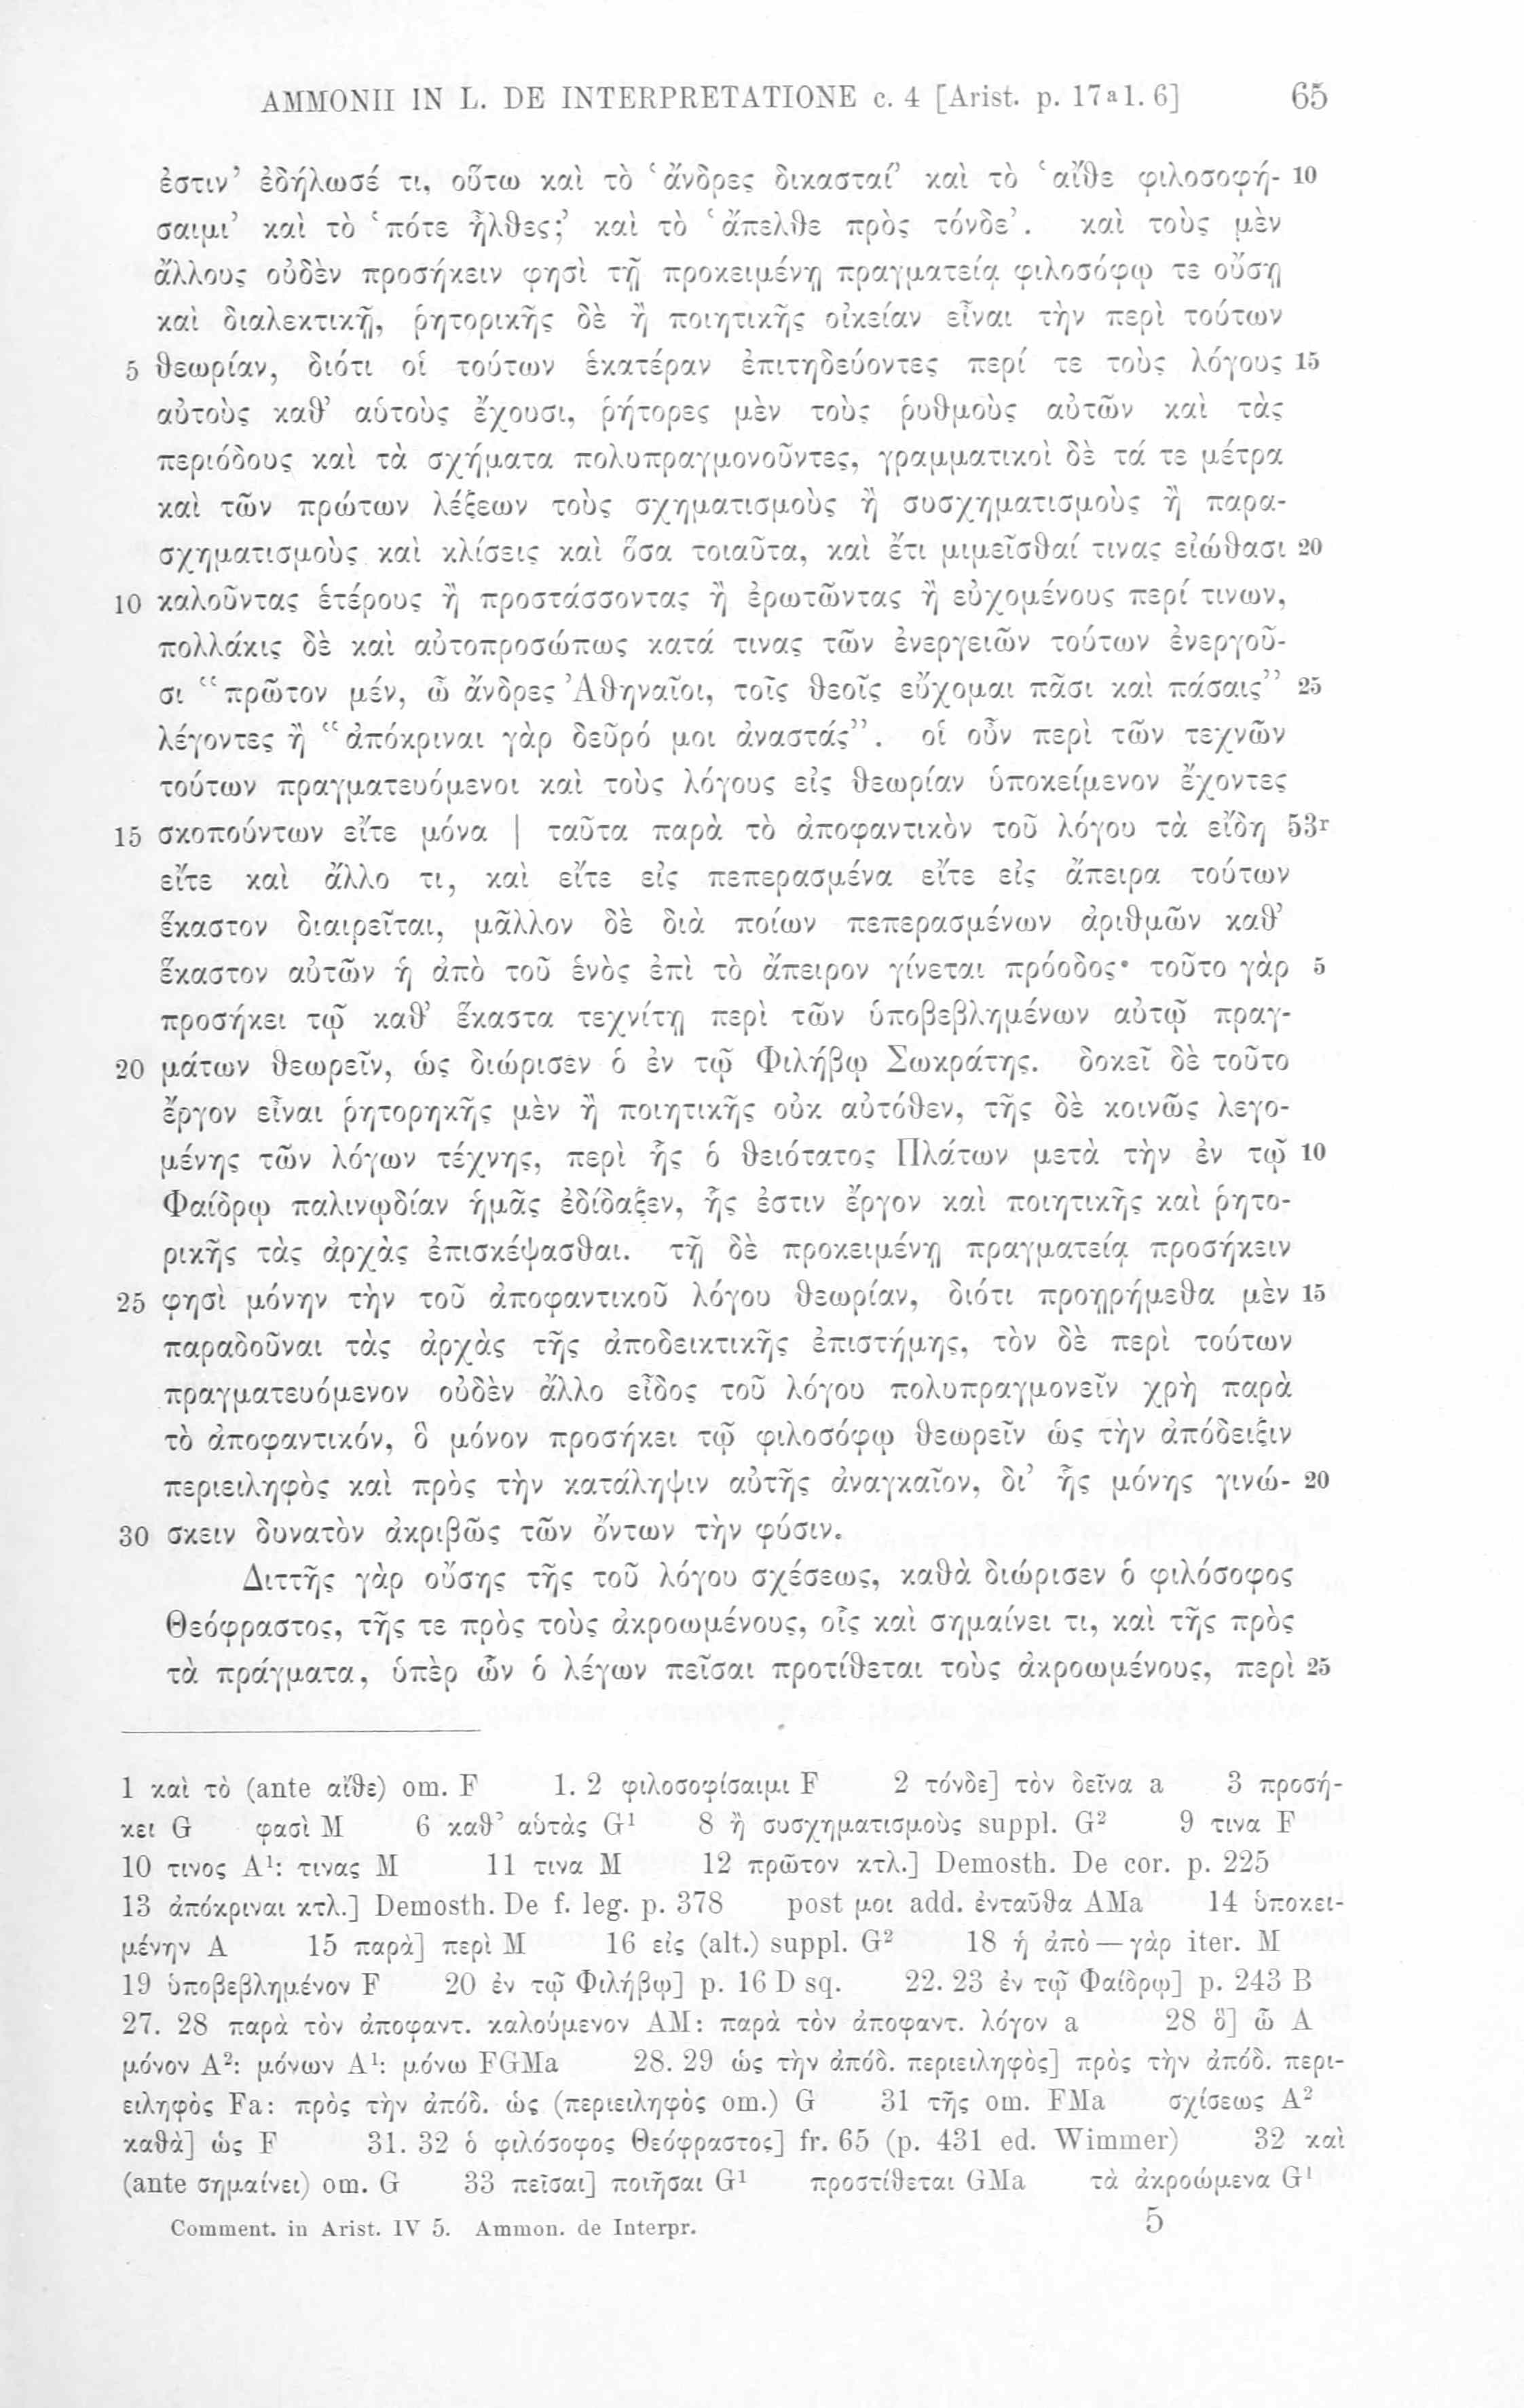 AMMONII IN L. DE INTERPRETATIONE c. 4 [Arist. p. 17a1. 6] 65
ἐστιν’ ἐδήλωσέ τι, οὕτω καὶ τὸ ‘ἄνδρες δικασταί’ καὶ τὸ ‘αἴθε φιλοσοφή- 10
σαιμι’ καὶ τὸ ‘πότε ἦλθες;’ καὶ τὸ ‘ἄπελθε πρὸς τόνδε’. καὶ τοὺς μὲν
ἄλλους οὐδὲν προσήκειν φησὶ τῇ προκειμένῃ πραγματείᾳ φιλοσόφῳ τε οὔσῃ
καὶ διαλεκτικῇ, ῥητορικῆς δὲ ἢ ποιητικῆς οἰκείαν εἶναι τὴν περὶ τούτων
5 θεωρίαν, διότι οἱ τούτων ἑκατέραν ἐπιτηδεύοντες περί τε τοὺς λόγους 15
αὐτοὺς καθ’ αὑτοὺς ἔχουσι, ῥήτορες μὲν τοὺς ῥυθμοὺς αὐτῶν καὶ τὰς
περιόδους καὶ τὰ σχήματα πολυπραγμονοῦντες, γραμματικοὶ δὲ τά τε μέτρα
καὶ τῶν πρώτων λέξεων τοὺς σχηματισμοὺς ἢ συσχηματισμοὺς ἢ παρα-
σχηματισμοὺς καὶ κλίσεις καὶ ὅσα τοιαῦτα, καὶ ἔτι μιμεῖσθαί τινας εἰώθασι 20
10 καλοῦντας ἑτέρους ἢ προστάσσοντας ἢ ἐρωτῶντας ἢ εὐχομένους περί τινων,
πολλάκις δὲ καὶ αὐτοπροσώπως κατά τινας τῶν ἐνεργειῶν τούτων ἐνεργοῦ-
σι “πρῶτον μέν, ὦ ἄνδρες Ἀθηναῖοι, τοῖς θεοῖς εὔχομαι πᾶσι καὶ πάσαις” 25
λέγοντες ἢ “ἀπόκριναι γὰρ δεῦρό μοι ἀναστάς”. οἱ οὖν περὶ τῶν τεχνῶν
τούτων πραγματευόμενοι καὶ τοὺς λόγους εἰς θεωρίαν ὑποκείμενον ἔχοντες
15 σκοπούντων εἴτε μόνα | ταῦτα παρὰ τὸ ἀποφαντικὸν τοῦ λόγου τὰ εἴδη 53r
εἴτε καὶ ἄλλο τι, καὶ εἴτε εἰς πεπερασμένα εἴτε εἰς ἄπειρα τούτων
ἕκαστον διαιρεῖται, μᾶλλον δὲ διὰ ποίων πεπερασμένων ἀριθμῶν καθ’
ἕκαστον αὐτῶν ἡ ἀπὸ τοῦ ἑνὸς ἐπὶ τὸ ἄπειρον γίνεται πρόοδος· τοῦτο γὰρ 5
προσήκει τῷ καθ’ ἕκαστα τεχνίτῃ περὶ τῶν ὑποβεβλημένων αὐτῷ πραγ-
20 μάτων θεωρεῖν, ὡς διώρισεν ὁ ἐν τῷ Φιλήβῳ Σωκράτης. δοκεῖ δὲ τοῦτο
ἔργον εἶναι ῥητορηκῆς μὲν ἢ ποιητικῆς οὐκ αὐτόθεν, τῆς δὲ κοινῶς λεγο-
μένης τῶν λόγων τέχνης, περὶ ἧς ὁ θειότατος Πλάτων μετὰ τὴν ἐν τῷ 10
Φαίδρῳ παλινῳδίαν ἡμᾶς ἐδίδαξεν, ἧς ἐστιν ἔργον καὶ ποιητικῆς καὶ ῥητο-
ρικῆς τὰς ἀρχὰς ἐπισκέψασθαι. τῇ δὲ προκειμένῃ πραγματείᾳ προσήκειν
25 φησὶ μόνην τὴν τοῦ ἀποφαντικοῦ λόγου θεωρίαν, διότι προῃρήμεθα μὲν 15
παραδοῦναι τὰς ἀρχὰς τῆς ἀποδεικτικῆς ἐπιστήμης, τὸν δὲ περὶ τούτων
πραγματευόμενον οὐδὲν ἄλλο εἶδος τοῦ λόγου πολυπραγμονεῖν χρὴ παρὰ
τὸ ἀποφαντικόν, ὃ μόνον προσήκει τῷ φιλοσόφῳ θεωρεῖν ὡς τὴν ἀπόδειξιν
περιειληφὸς καὶ πρὸς τὴν κατάληψιν αὐτῆς ἀναγκαῖον, δι’ ἧς μόνης γινώ- 20
30 σκειν δυνατὸν ἀκριβῶς τῶν ὄντων τὴν φύσιν.
Διττῆς γὰρ οὔσης τῆς τοῦ λόγου σχέσεως, καθὰ διώρισεν ὁ φιλόσοφος
Θεόφραστος, τῆς τε πρὸς τοὺς ἀκροωμένους, οἷς καὶ σημαίνει τι, καὶ τῆς πρὸς
τὰ πράγματα, ὑπὲρ ὧν ὁ λέγων πεῖσαι προτίθεται τοὺς ἀκροωμένους, περὶ 25
1 καὶ τὸ (ante αἴθε) om. F 1. 2 φιλοσοφίσαιμι F 2 τόνδε] τὸν δεῖνα a 3 προσή-
κει G φασὶ M 6 καθ’ αὑτὰς G¹ 8 ἢ συσχηματισμοὺς suppl. G² 9 τινα F
10 τινος A¹: τινας M 11 τινα M 12 πρῶτον κτλ.] Demosth. De cor. p. 225
13 ἀπόκριναι κτλ.] Demosth. De f. leg. p. 378 post μοι add. ἐνταῦθα AMa 14 ὑποκει-
μένην A 15 παρὰ] περὶ M 16 εἰς (alt.) suppl. G² 18 ἡ ἀπὸ — γὰρ iter. M
19 ὑποβεβλημένον F 20 ἐν τῷ Φιλήβῳ] p. 16 D sq. 22. 23 ἐν τῷ Φαίδρῳ] p. 243 B
27. 28 παρὰ τὸν ἀποφαντ. καλούμενον AM: παρὰ τὸν ἀποφαντ. λόγον a 28 ὃ] ὦ A
μόνον A²: μόνων A¹: μόνω FGMa 28. 29 ὡς τὴν ἀπόδ. περιειληφὸς] πρὸς τὴν ἀπόδ. περι-
ειληφὸς Fa: πρὸς τὴν ἀπόδ. ὡς (περιειληφὸς om.) G 31 τῆς om. FMa σχίσεως A²
καθὰ] ὡς F 31. 32 ὁ φιλόσοφος Θεόφραστος] fr. 65 (p. 431 ed. Wimmer) 32 καὶ
(ante σημαίνει) om. G 33 πεῖσαι] ποιῆσαι G¹ προστίθεται GMa τὰ ἀκροώμενα G¹
Comment. in Arist. IV 5. Ammon. de Interpr. 5